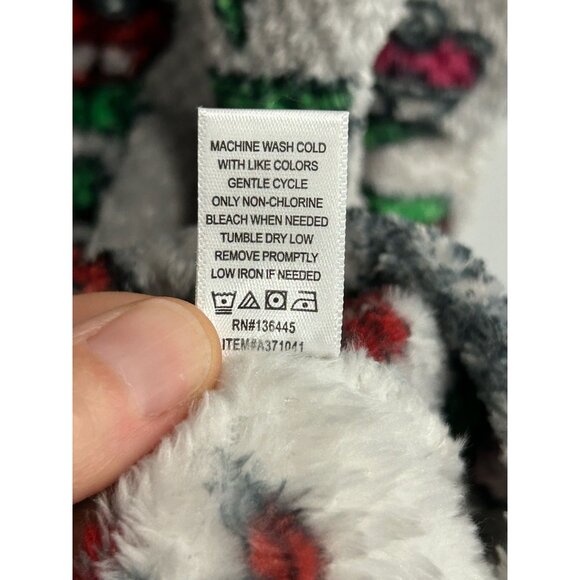 MACHINE WASH COLD
WITH LIKE COLORS
GENTLE CYCLE
ONLY NON-CHLORINE
BLEACH WHEN NEEDED
TUMBLE DRY LOW
REMOVE PROMPTLY
LOW IRON IF NEEDED
RN#136445
ITEM#A371041